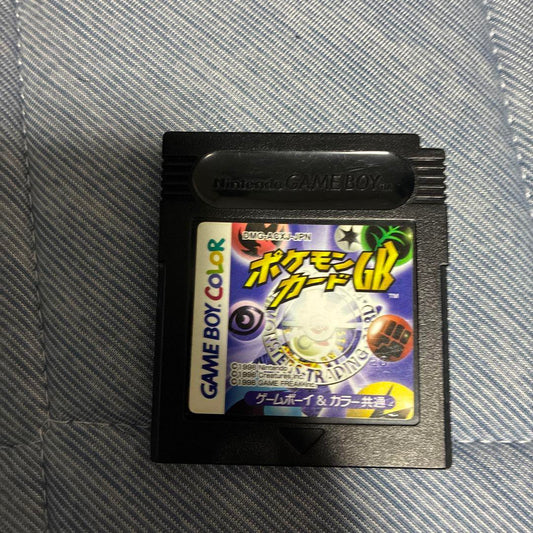 Nintendo GAME BOY TM
DMG-ACXJ-JPN
ポケモン
カードGB
TM
GAME BOY COLOR
TRADING
©1998 Nintendo
©1998 Creatures inc.
©1998 GAME FREAK inc.
ゲームボーイ&カラー共通